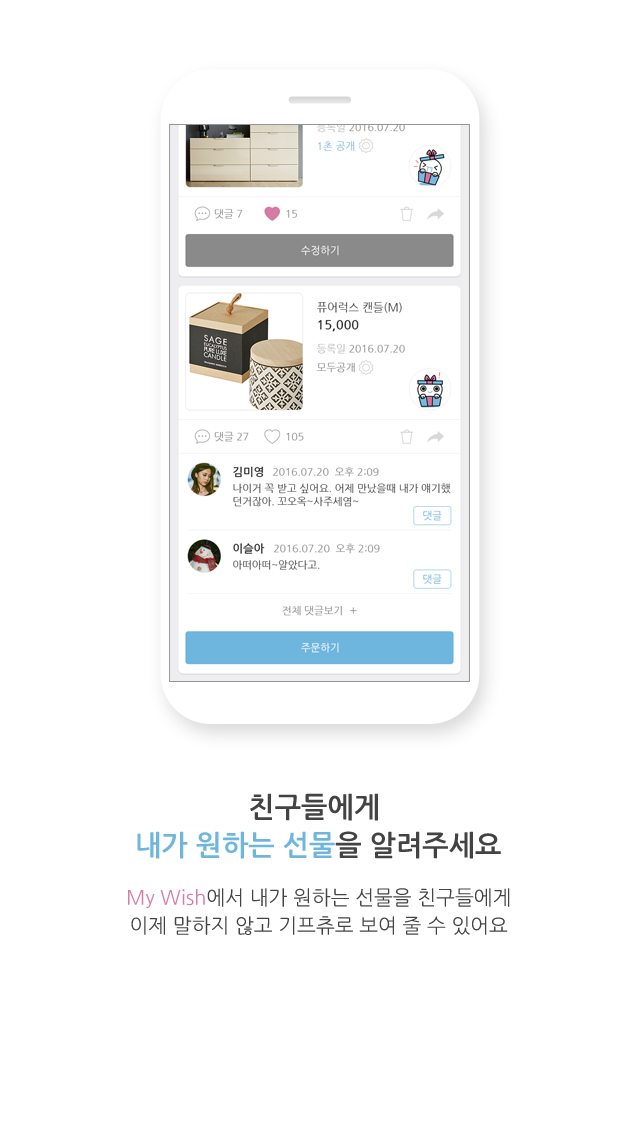 등록일 2016.07.20
1촌 공개
댓글 7
15
수정하기
SAGE
EUCALYPTUS
PURE LUXE
CANDLE
퓨어럭스 캔들(M)
15,000
등록일 2016.07.20
모두공개
댓글 27
105
김미영 2016.07.20 오후 2:09
나이거 꼭 받고 싶어요. 어제 만났을때 내가 얘기했
던거잖아. 꼬오옥~사주세염~
댓글
이슬아 2016.07.20 오후 2:09
아떠아떠~알았다고.
댓글
전체 댓글보기 +
주문하기
친구들에게
내가 원하는 선물을 알려주세요
My Wish에서 내가 원하는 선물을 친구들에게
이제 말하지 않고 기프츄로 보여 줄 수 있어요